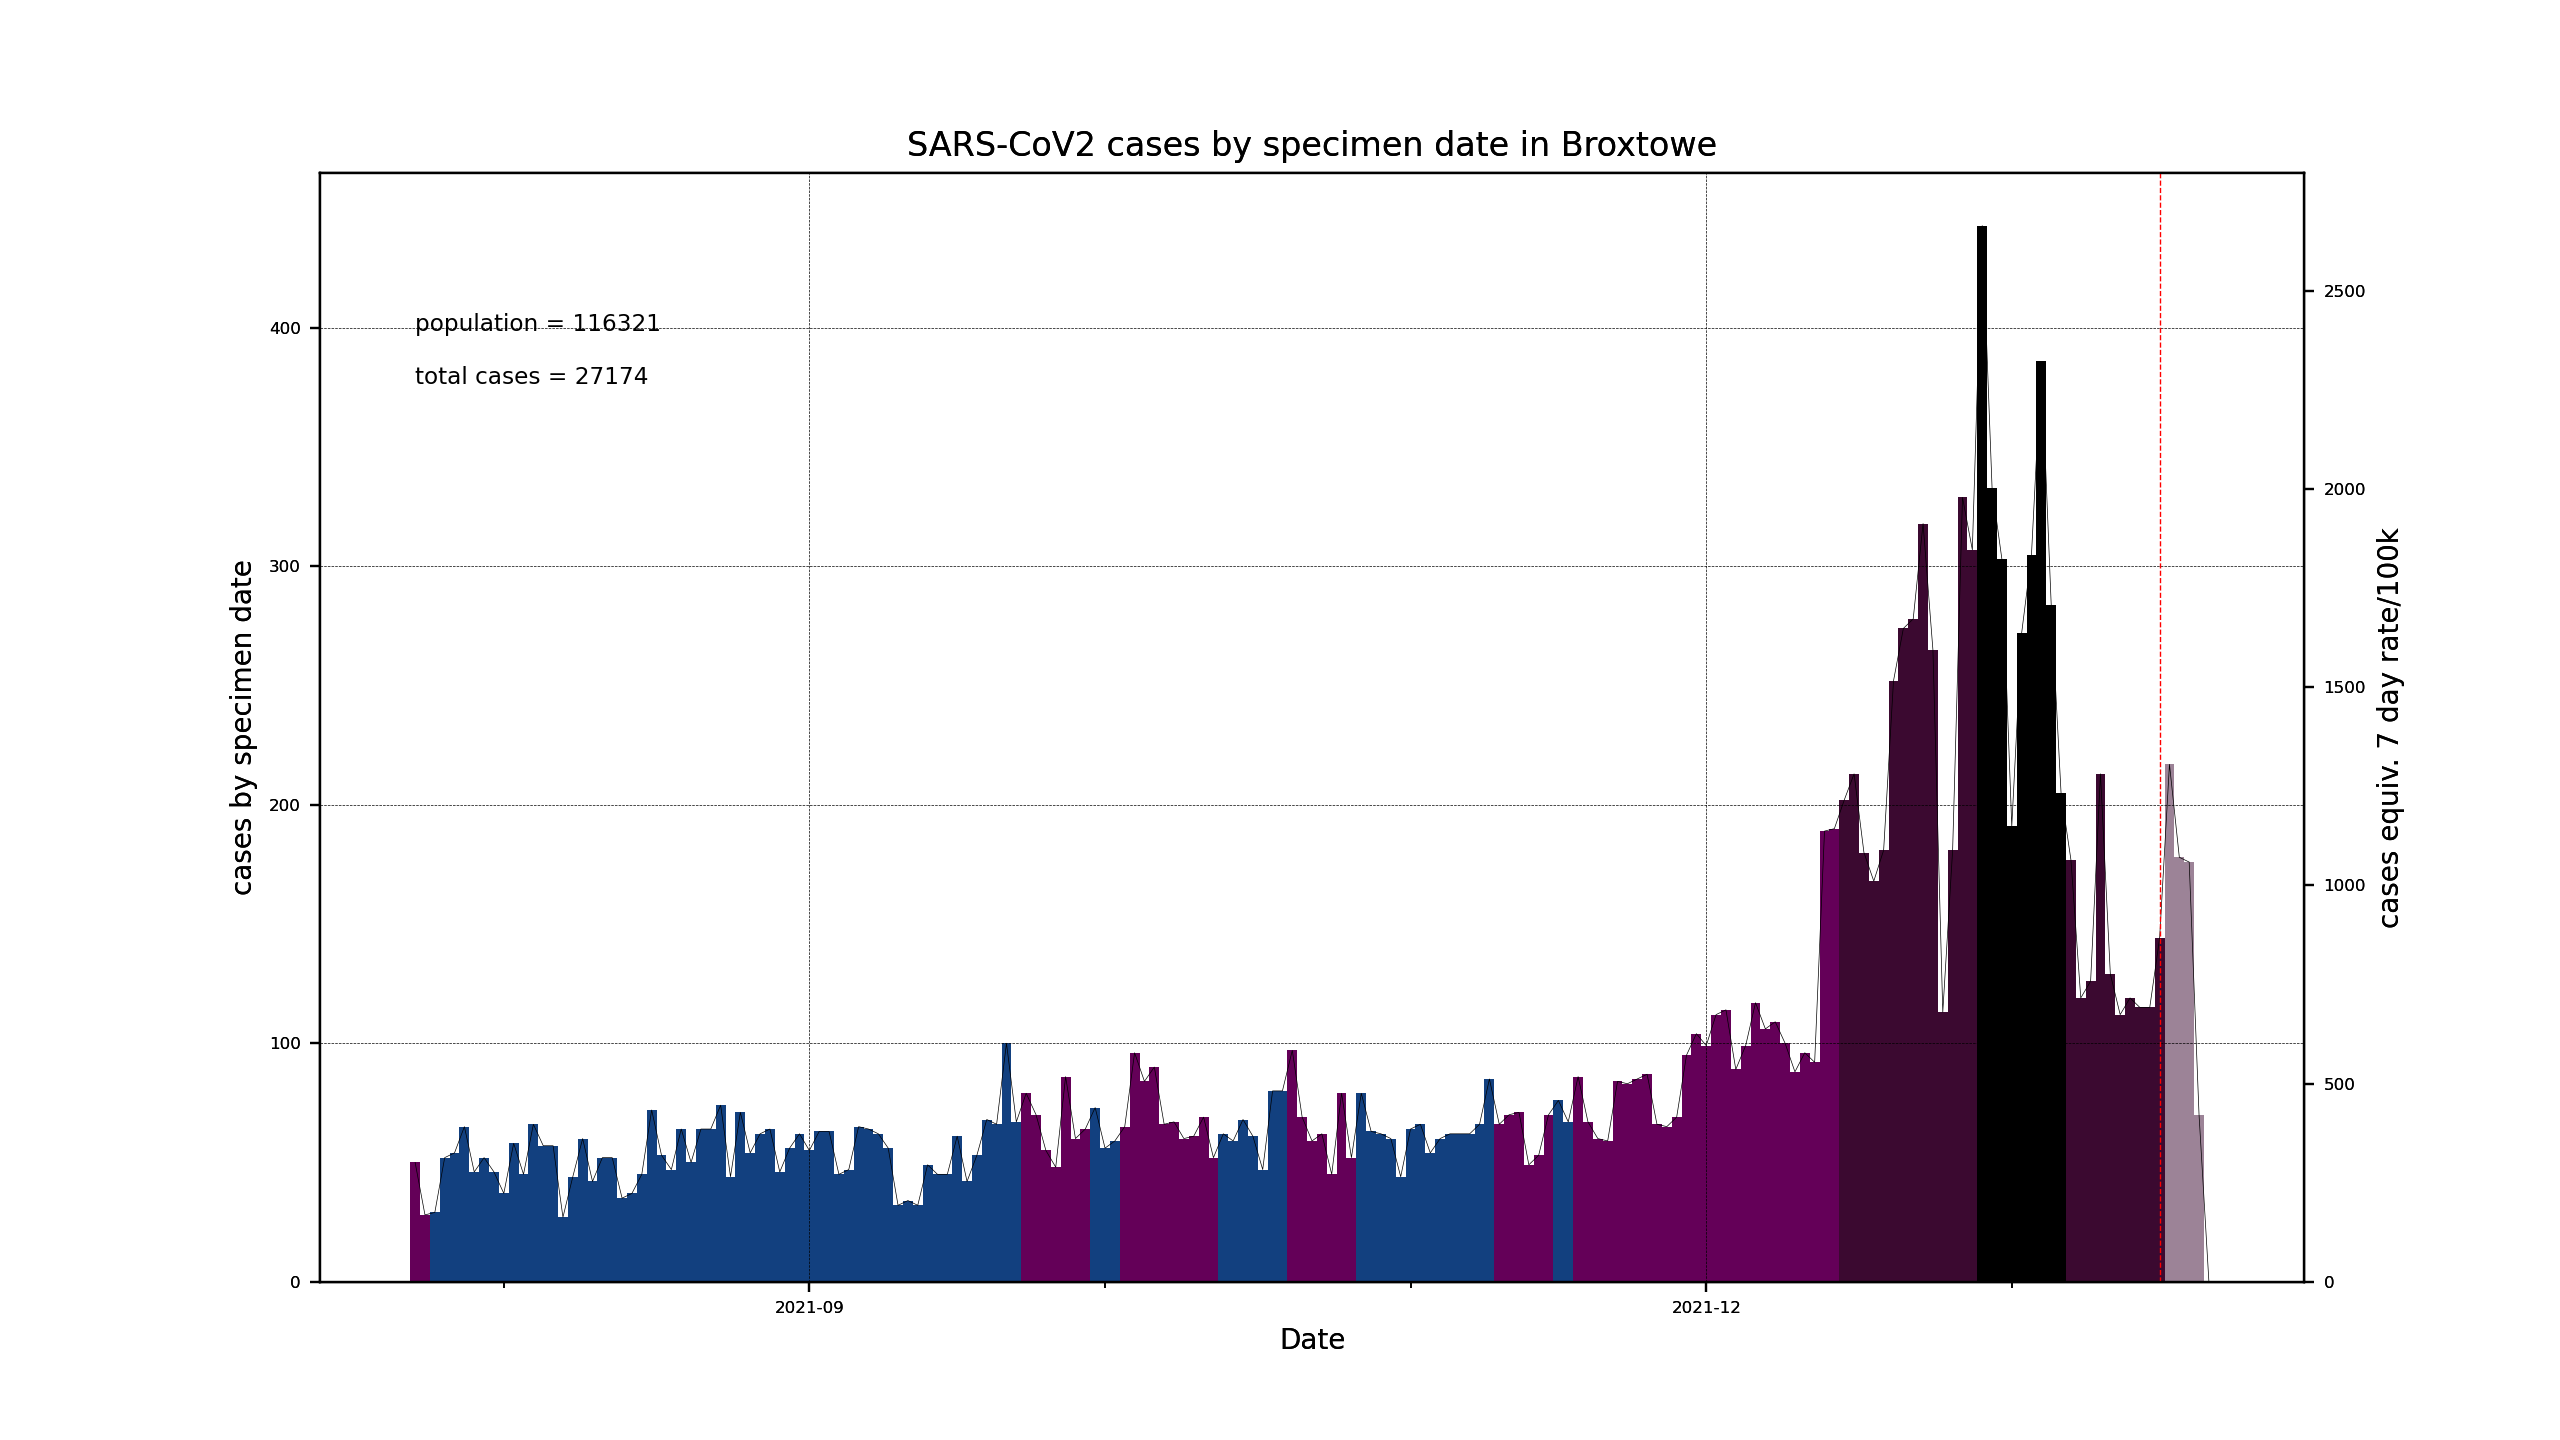 SARS-CoV2 cases by specimen date in Broxtowe
population = 116321
total cases = 27174
cases by specimen date
400
300
200
100
0
2500
2000
1500
1000
500
0
cases equiv. 7 day rate/100k
2021-09
2021-12
Date